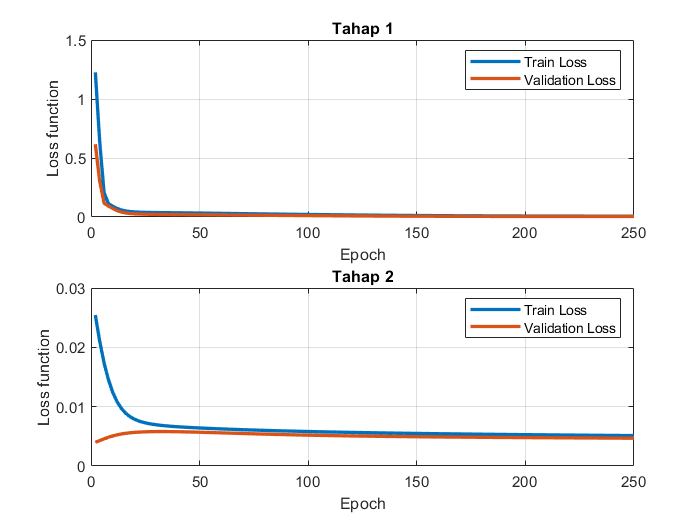 Tahap 1
1.5
1
0.5
0
Loss function
Train Loss
Validation Loss
0 50 100 150 200 250
Epoch
Tahap 2
0.03
0.02
0.01
0
Loss function
Train Loss
Validation Loss
0 50 100 150 200 250
Epoch